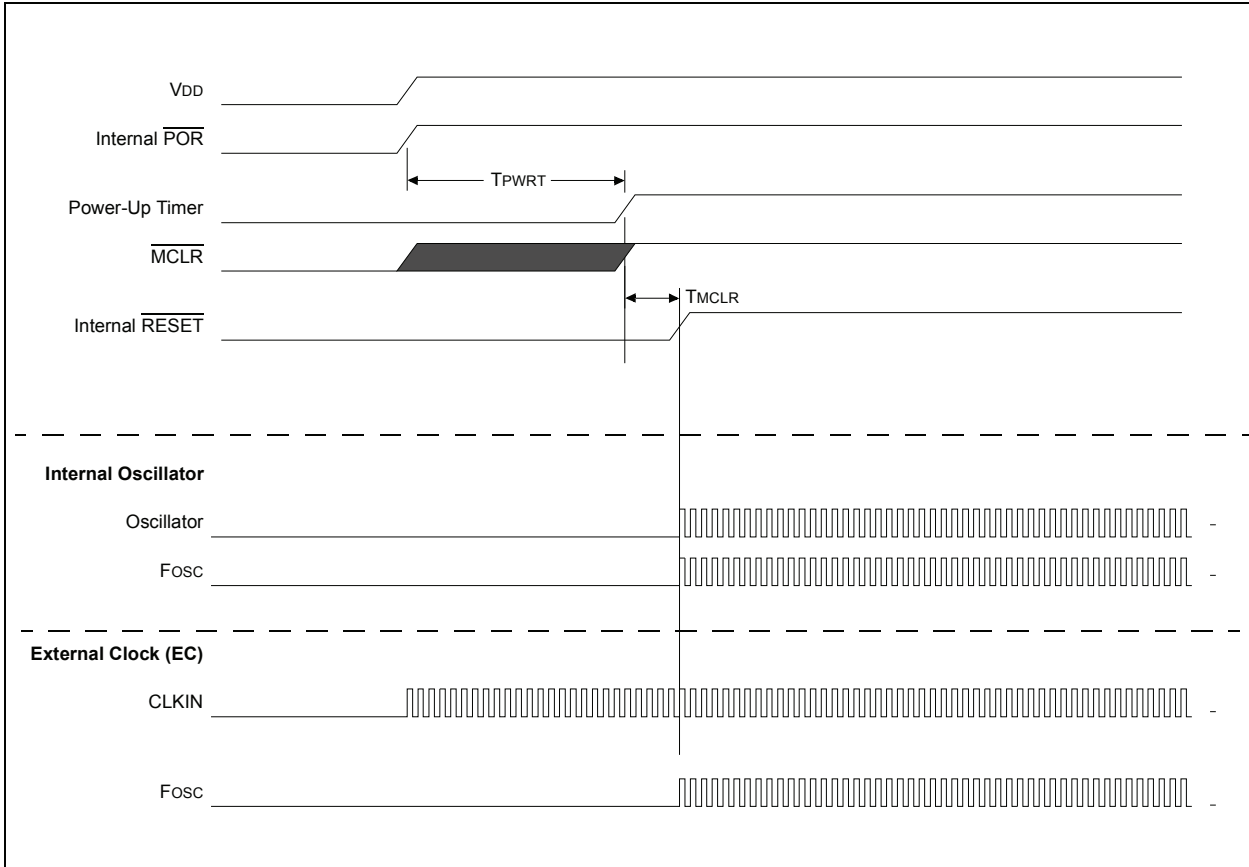 VDD
Internal POR
TPWRT
Power-Up Timer
MCLR
TMCLR
Internal RESET
Internal Oscillator
Oscillator
FOSC
External Clock (EC)
CLKIN
FOSC